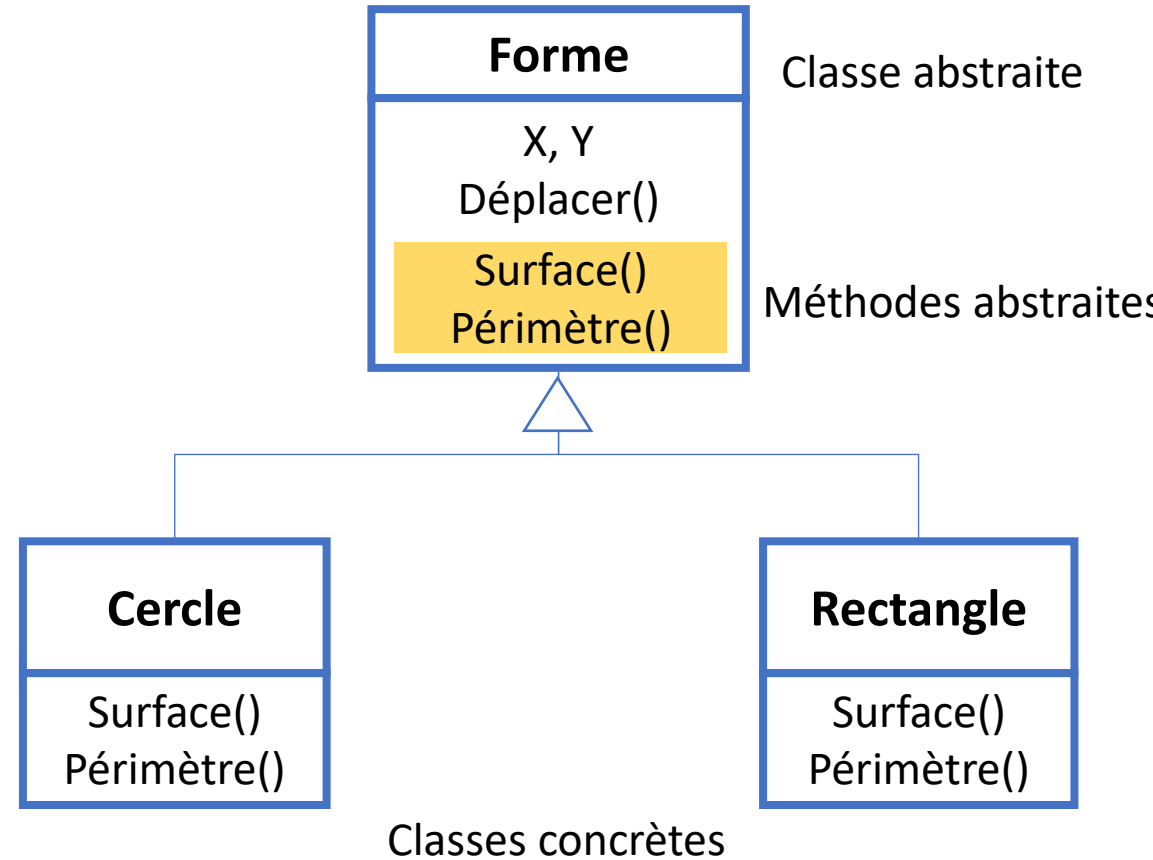 Forme
Classe abstraite
X, Y
Déplacer()
Surface()
Périmètre()
Méthodes abstraites
Cercle
Surface()
Périmètre()
Rectangle
Surface()
Périmètre()
Classes concrètes